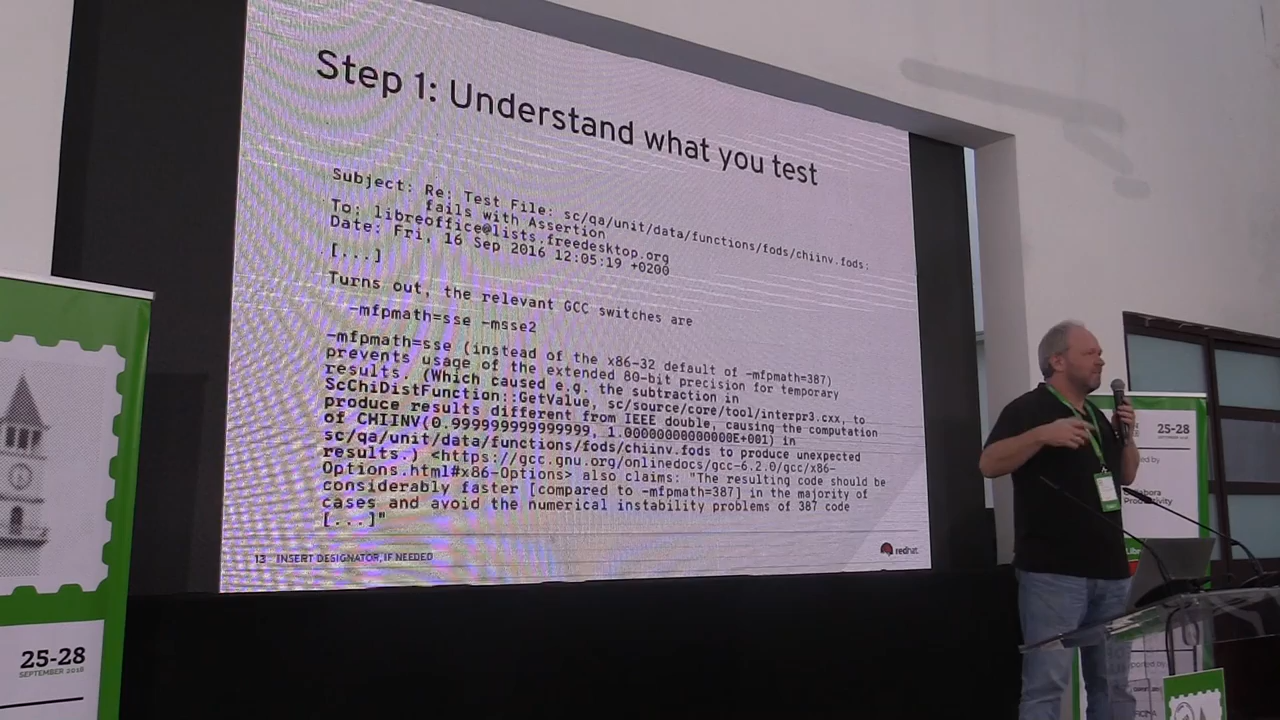 Step 1: Understand what you test
Subject: Re: Test File: sc/qa/unit/data/functions/fods/chiinv.fods:
fails with Assertion
To: libreoffice@lists.freedesktop.org
Date: Fri, 16 Sep 2016 12:05:19 +0200
[...]
Turns out, the relevant GCC switches are
-mfpmath=sse -msse2
-mfpmath=sse (instead of the x86-32 default of -mfpmath=387)
prevents usage of the extended 80-bit precision for temporary
results. (Which caused e.g. the subtraction in
ScChiDistFunction::GetValue, sc/source/core/tool/interpr3.cxx, to
produce results different from IEEE double, causing the computation
of CHIINV(0.999999999999999, 1.00000000000000E+001) in
sc/qa/unit/data/functions/fods/chiinv.fods to produce unexpected
results.) <https://gcc.gnu.org/onlinedocs/gcc-6.2.0/gcc/x86-
Options.html#x86-Options> also claims: "The resulting code should be
considerably faster [compared to -mfpmath=387] in the majority of
cases and avoid the numerical instability problems of 387 code
[...]"
13 INSERT DESIGNATOR, IF NEEDED
redhat.
25-28
SEPTEMBER 2018
25-28
Productivity